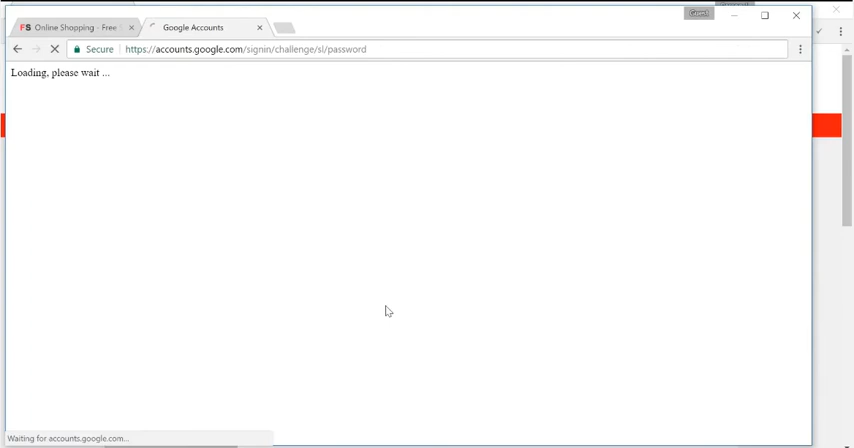 Guest
FS Online Shopping - Free S
Google Accounts
Secure https://accounts.google.com/signin/challenge/sl/password
Loading, please wait ...
Waiting for accounts.google.com...